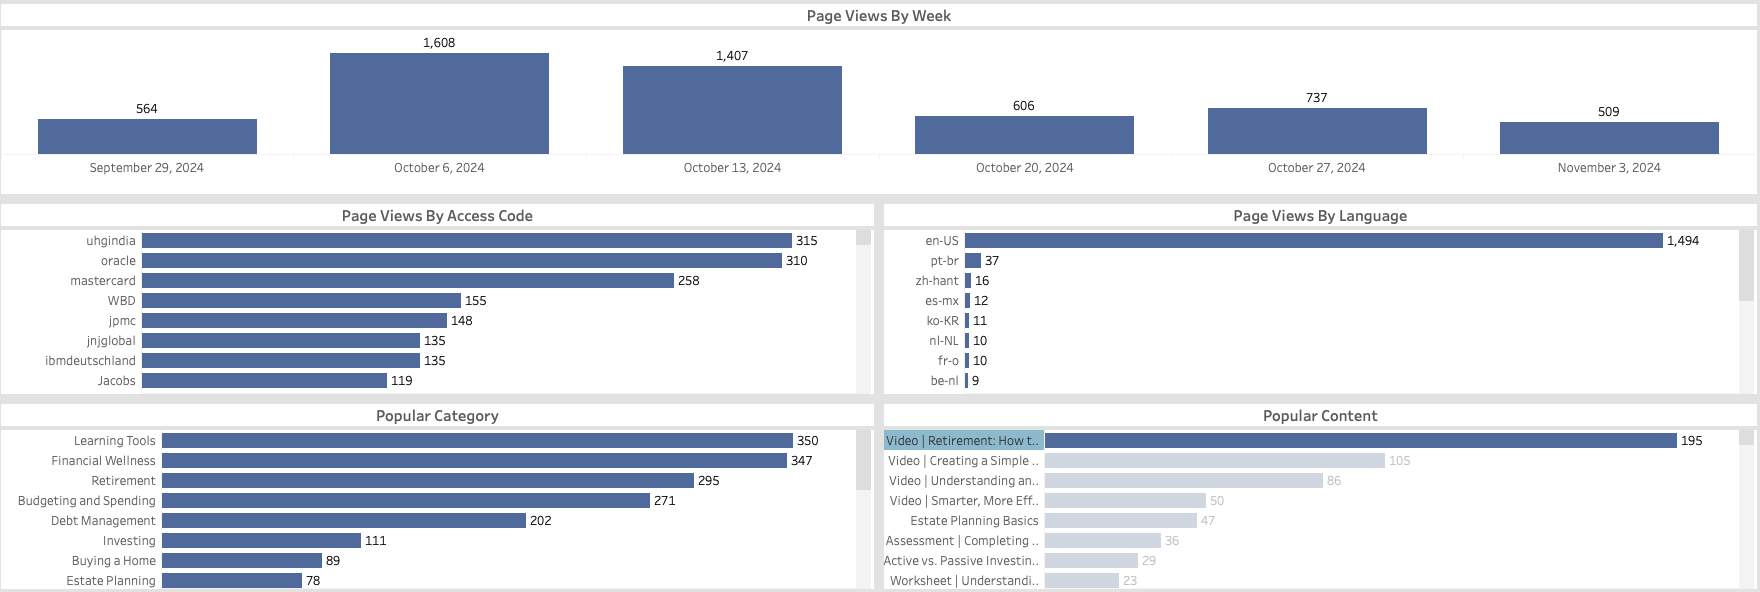 Page Views By Week
564
1,608
1,407
606
737
509
September 29, 2024
October 6, 2024
October 13, 2024
October 20, 2024
October 27, 2024
November 3, 2024
Page Views By Access Code
uhgindia 315
oracle 310
mastercard 258
WBD 155
jpmc 148
jnjglobal 135
ibmdeutschland 135
Jacobs 119
Page Views By Language
en-US 1,494
pt-br 37
zh-hant 16
es-mx 12
ko-KR 11
nl-NL 10
fr-o 10
be-nl 9
Popular Category
Learning Tools 350
Financial Wellness 347
Retirement 295
Budgeting and Spending 271
Debt Management 202
Investing 111
Buying a Home 89
Estate Planning 78
Popular Content
Video | Retirement: How t.. 195
Video | Creating a Simple .. 105
Video | Understanding an.. 86
Video | Smarter, More Eff.. 50
Estate Planning Basics 47
Assessment | Completing .. 36
Active vs. Passive Investin.. 29
Worksheet | Understandi.. 23